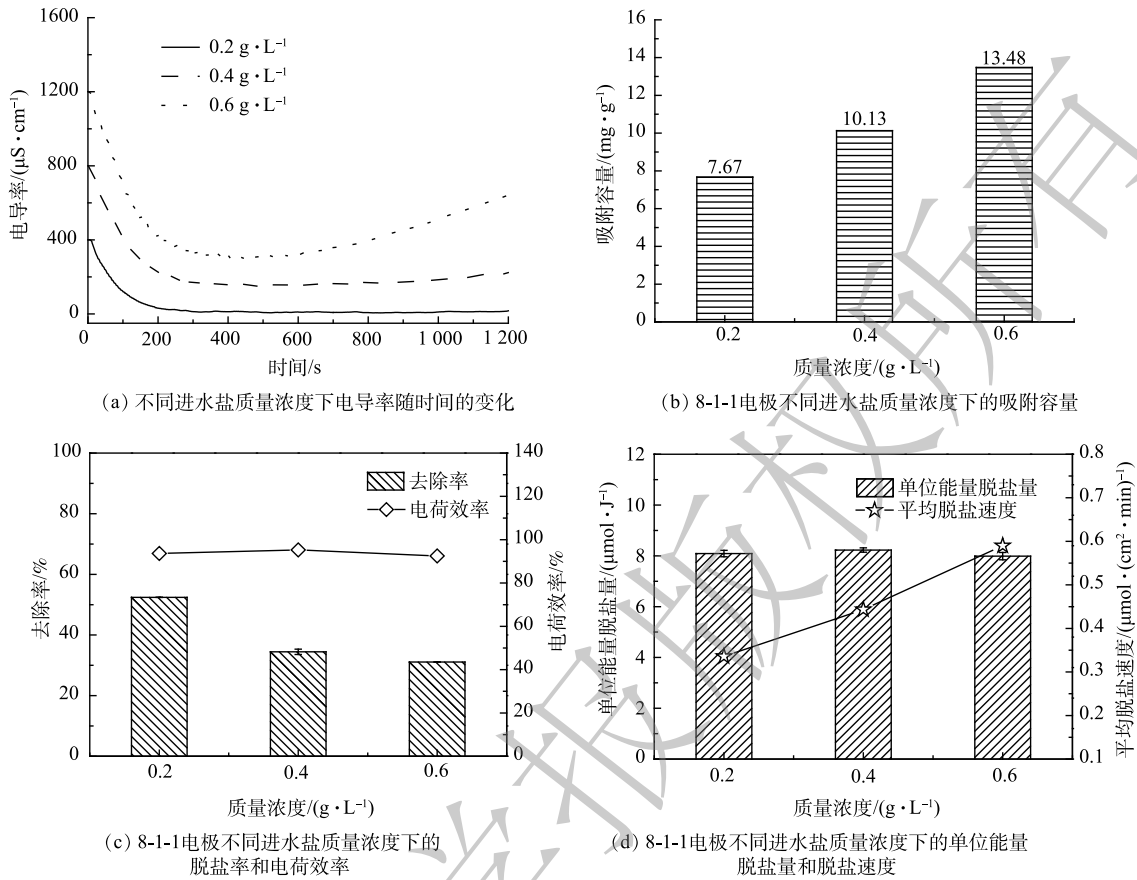 1600
1200
800
400
0
0
200
400
600
800
1 000
1 200
电导率/(μS·cm⁻¹)
0.2 g·L⁻¹
0.4 g·L⁻¹
0.6 g·L⁻¹
时间/s
(a) 不同进水盐质量浓度下电导率随时间的变化
16
14
12
10
8
6
4
2
0
吸附容量/(mg·g⁻¹)
7.67
10.13
13.48
0.2
0.4
0.6
质量浓度/(g·L⁻¹)
(b) 8-1-1电极不同进水盐质量浓度下的吸附容量
100
80
60
40
20
0
去除率/%
去除率
电荷效率
140
120
100
80
60
40
20
0
电荷效率/%
0.2
0.4
0.6
质量浓度/(g·L⁻¹)
(c) 8-1-1电极不同进水盐质量浓度下的
脱盐率和电荷效率
12
10
8
6
4
2
0
单位能量脱盐量/(μmol·J⁻¹)
单位能量脱盐量
平均脱盐速度
0.8
0.7
0.6
0.5
0.4
0.3
0.2
0.1
平均脱盐速度/(μmol·(cm²·min)⁻¹)
0.2
0.4
0.6
质量浓度/(g·L⁻¹)
(d) 8-1-1电极不同进水盐质量浓度下的单位能量
脱盐量和脱盐速度
学报版权所有